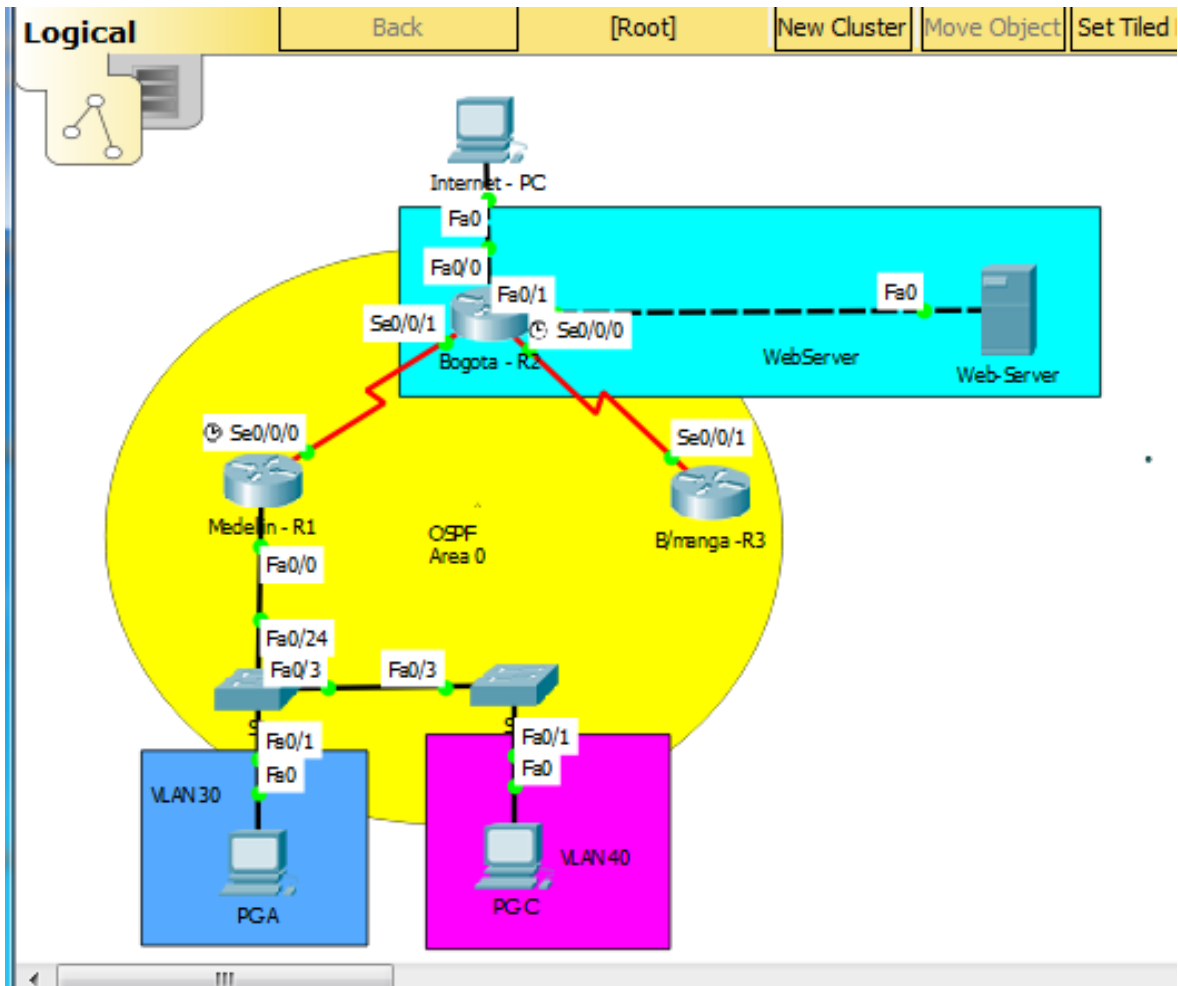 Logical
Back
[Root]
New Cluster
Move Object
Set Tiled
Internet - PC
Fa0
Fa0/0
Fa0/1
Fa0
Se0/0/1
Se0/0/0
Bogota - R2
WebServer
Web-Server
Se0/0/0
Se0/0/1
Medellin - R1
OSPF
Area 0
B/manga -R3
Fa0/0
Fa0/24
Fa0/3
Fa0/3
S
S
Fa0/1
Fa0/1
Fa0
Fa0
VLAN 30
VLAN 40
PC-A
PC-C